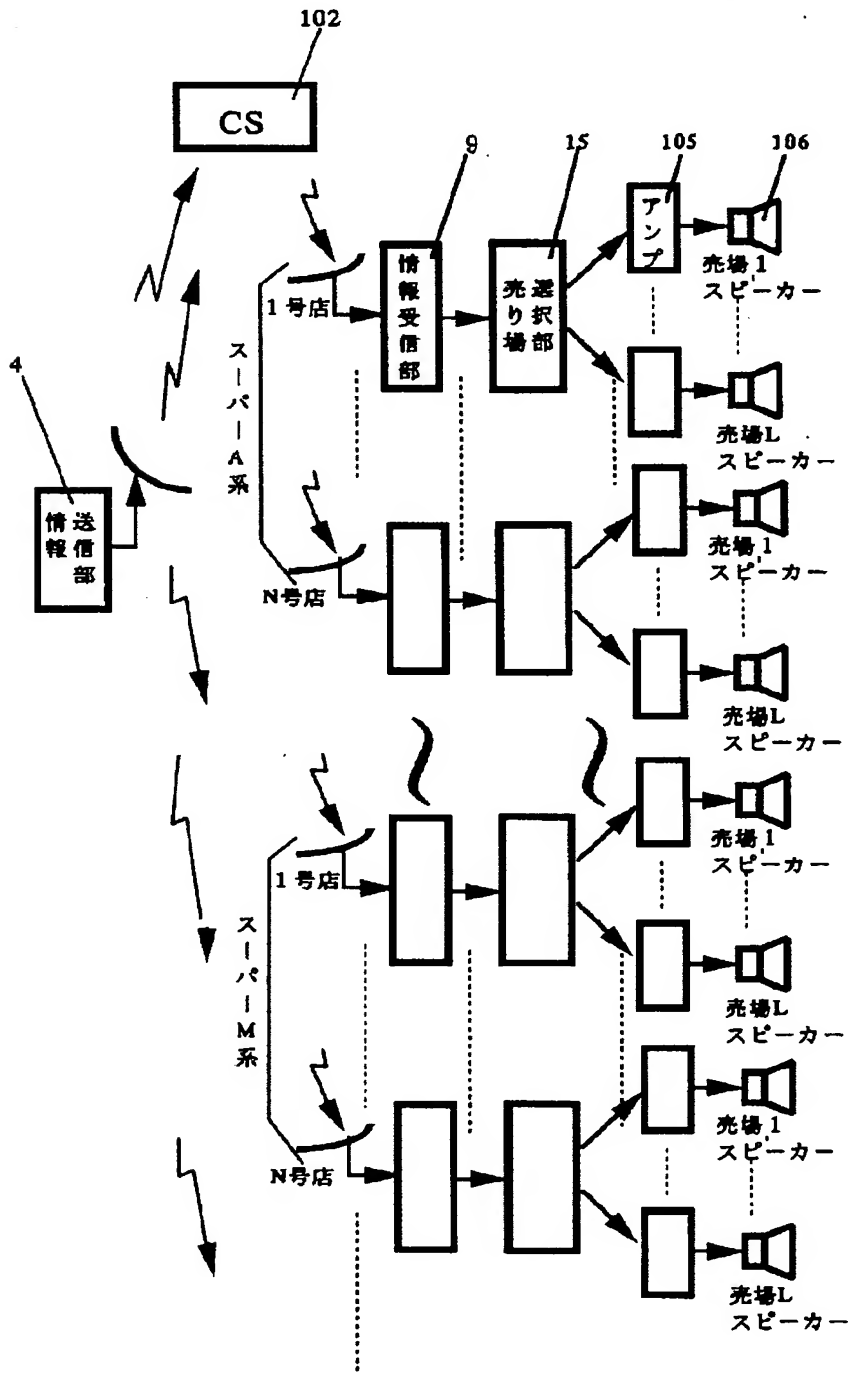 102
CS
9
15
105
106
アンプ
情報受信部
売り場
選択部
売場1
スピーカー
1号店
スーパーA系
4
売場L
スピーカー
情報
送信部
売場1
スピーカー
N号店
売場L
スピーカー
売場1
スピーカー
1号店
スーパーM系
売場L
スピーカー
売場1
スピーカー
N号店
売場L
スピーカー